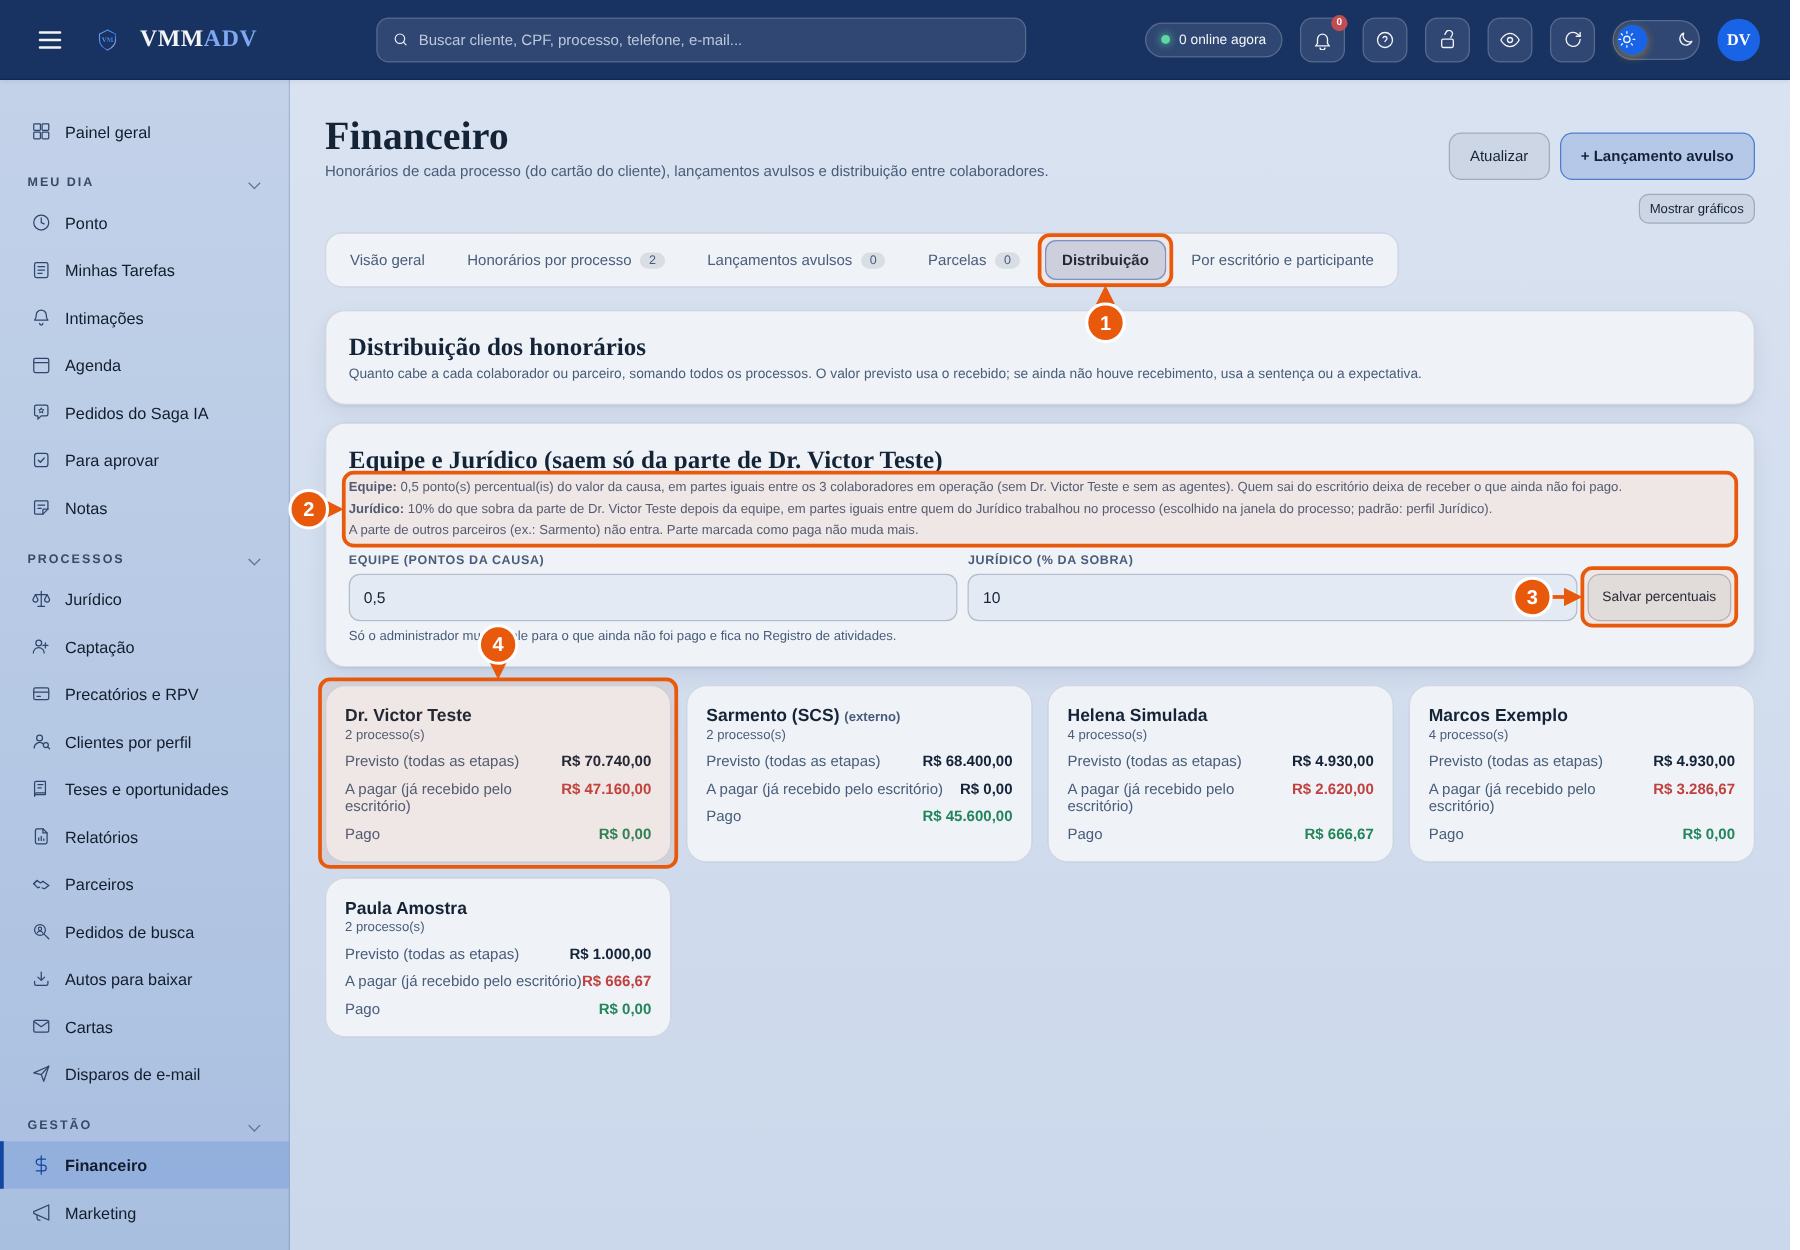 VMMADV
Buscar cliente, CPF, processo, telefone, e-mail...
0 online agora
0
DV
Painel geral
MEU DIA
Ponto
Minhas Tarefas
Intimações
Agenda
Pedidos do Saga IA
Para aprovar
Notas
PROCESSOS
Jurídico
Captação
Precatórios e RPV
Clientes por perfil
Teses e oportunidades
Relatórios
Parceiros
Pedidos de busca
Autos para baixar
Cartas
Disparos de e-mail
GESTÃO
Financeiro
Marketing
Financeiro
Honorários de cada processo (do cartão do cliente), lançamentos avulsos e distribuição entre colaboradores.
Atualizar
+ Lançamento avulso
Mostrar gráficos
Visão geral
Honorários por processo 2
Lançamentos avulsos 0
Parcelas 0
Distribuição
Por escritório e participante
1
Distribuição dos honorários
Quanto cabe a cada colaborador ou parceiro, somando todos os processos. O valor previsto usa o recebido; se ainda não houve recebimento, usa a sentença ou a expectativa.
Equipe e Jurídico (saem só da parte de Dr. Victor Teste)
2
Equipe: 0,5 ponto(s) percentual(is) do valor da causa, em partes iguais entre os 3 colaboradores em operação (sem Dr. Victor Teste e sem as agentes). Quem sai do escritório deixa de receber o que ainda não foi pago.
Jurídico: 10% do que sobra da parte de Dr. Victor Teste depois da equipe, em partes iguais entre quem do Jurídico trabalhou no processo (escolhido na janela do processo; padrão: perfil Jurídico).
A parte de outros parceiros (ex.: Sarmento) não entra. Parte marcada como paga não muda mais.
EQUIPE (PONTOS DA CAUSA)
JURÍDICO (% DA SOBRA)
0,5
10
3
Salvar percentuais
Só o administrador para o que ainda não foi pago e fica no Registro de atividades.
4
Dr. Victor Teste
2 processo(s)
Previsto (todas as etapas) R$ 70.740,00
A pagar (já recebido pelo escritório) R$ 47.160,00
Pago R$ 0,00
Sarmento (SCS) (externo)
2 processo(s)
Previsto (todas as etapas) R$ 68.400,00
A pagar (já recebido pelo escritório) R$ 0,00
Pago R$ 45.600,00
Helena Simulada
4 processo(s)
Previsto (todas as etapas) R$ 4.930,00
A pagar (já recebido pelo escritório) R$ 2.620,00
Pago R$ 666,67
Marcos Exemplo
4 processo(s)
Previsto (todas as etapas) R$ 4.930,00
A pagar (já recebido pelo escritório) R$ 3.286,67
Pago R$ 0,00
Paula Amostra
2 processo(s)
Previsto (todas as etapas) R$ 1.000,00
A pagar (já recebido pelo escritório) R$ 666,67
Pago R$ 0,00